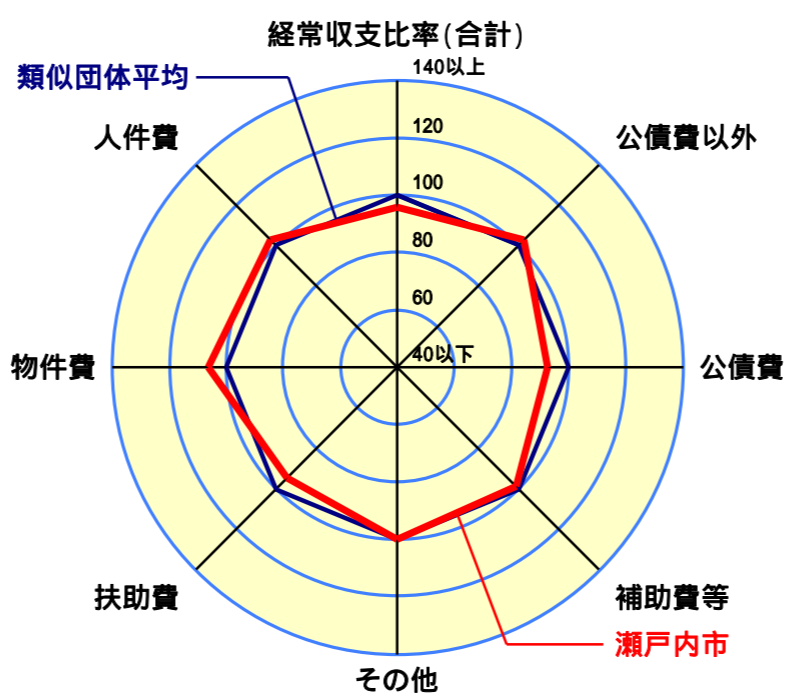 経常収支比率(合計)
140以上
類似団体平均
人件費
120
公債費以外
100
80
60
40以下
物件費
公債費
扶助費
補助費等
瀬戸内市
その他